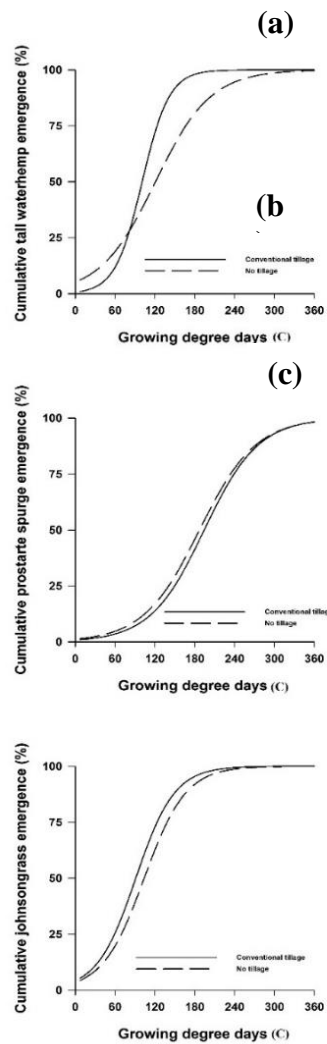 (a)
100
75
50
25
0
Cumulative tall waterhemp emergence (%)
(b
Conventional tillage
No tillage
0 60 120 180 240 300 360
Growing degree days (C)
(c)
100
75
50
25
0
Cumulative prostarte spurge emergence (%)
Conventional tillage
No tillage
0 60 120 180 240 300 360
Growing degree days (C)
100
75
50
25
0
Cumulative johnsongrass emergence (%)
Conventional tillage
No tillage
0 60 120 180 240 300 360
Growing degree days (C)